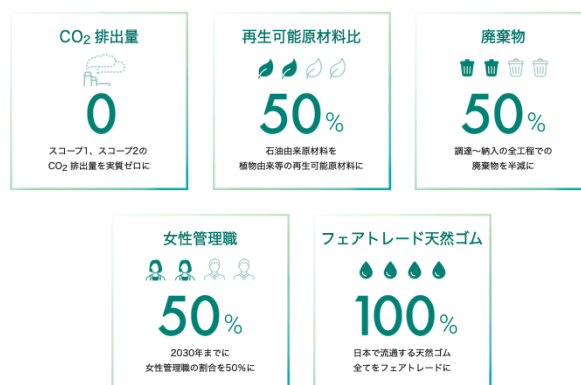 CO₂ 排出量
0
スコープ1、スコープ2の
CO₂ 排出量を実質ゼロに
再生可能原材料比
50%
石油由来原材料を
植物由来等の再生可能原材料に
廃棄物
50%
調達〜納入の全工程での
廃棄物を半減に
女性管理職
50%
2030年までに
女性管理職の割合を50%に
フェアトレード天然ゴム
100%
日本で流通する天然ゴム
全てをフェアトレードに